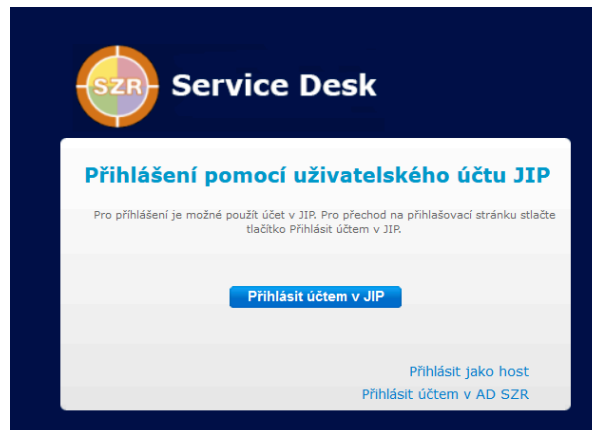 SZR
Service Desk
Přihlášení pomocí uživatelského účtu JIP
Pro příhlášení je možné použít účet v JIP. Pro přechod na přihlašovací stránku stlačte
tlačítko Přihlásit účtem v JIP.
Přihlásit účtem v JIP
Přihlásit jako host
Přihlásit účtem v AD SZR